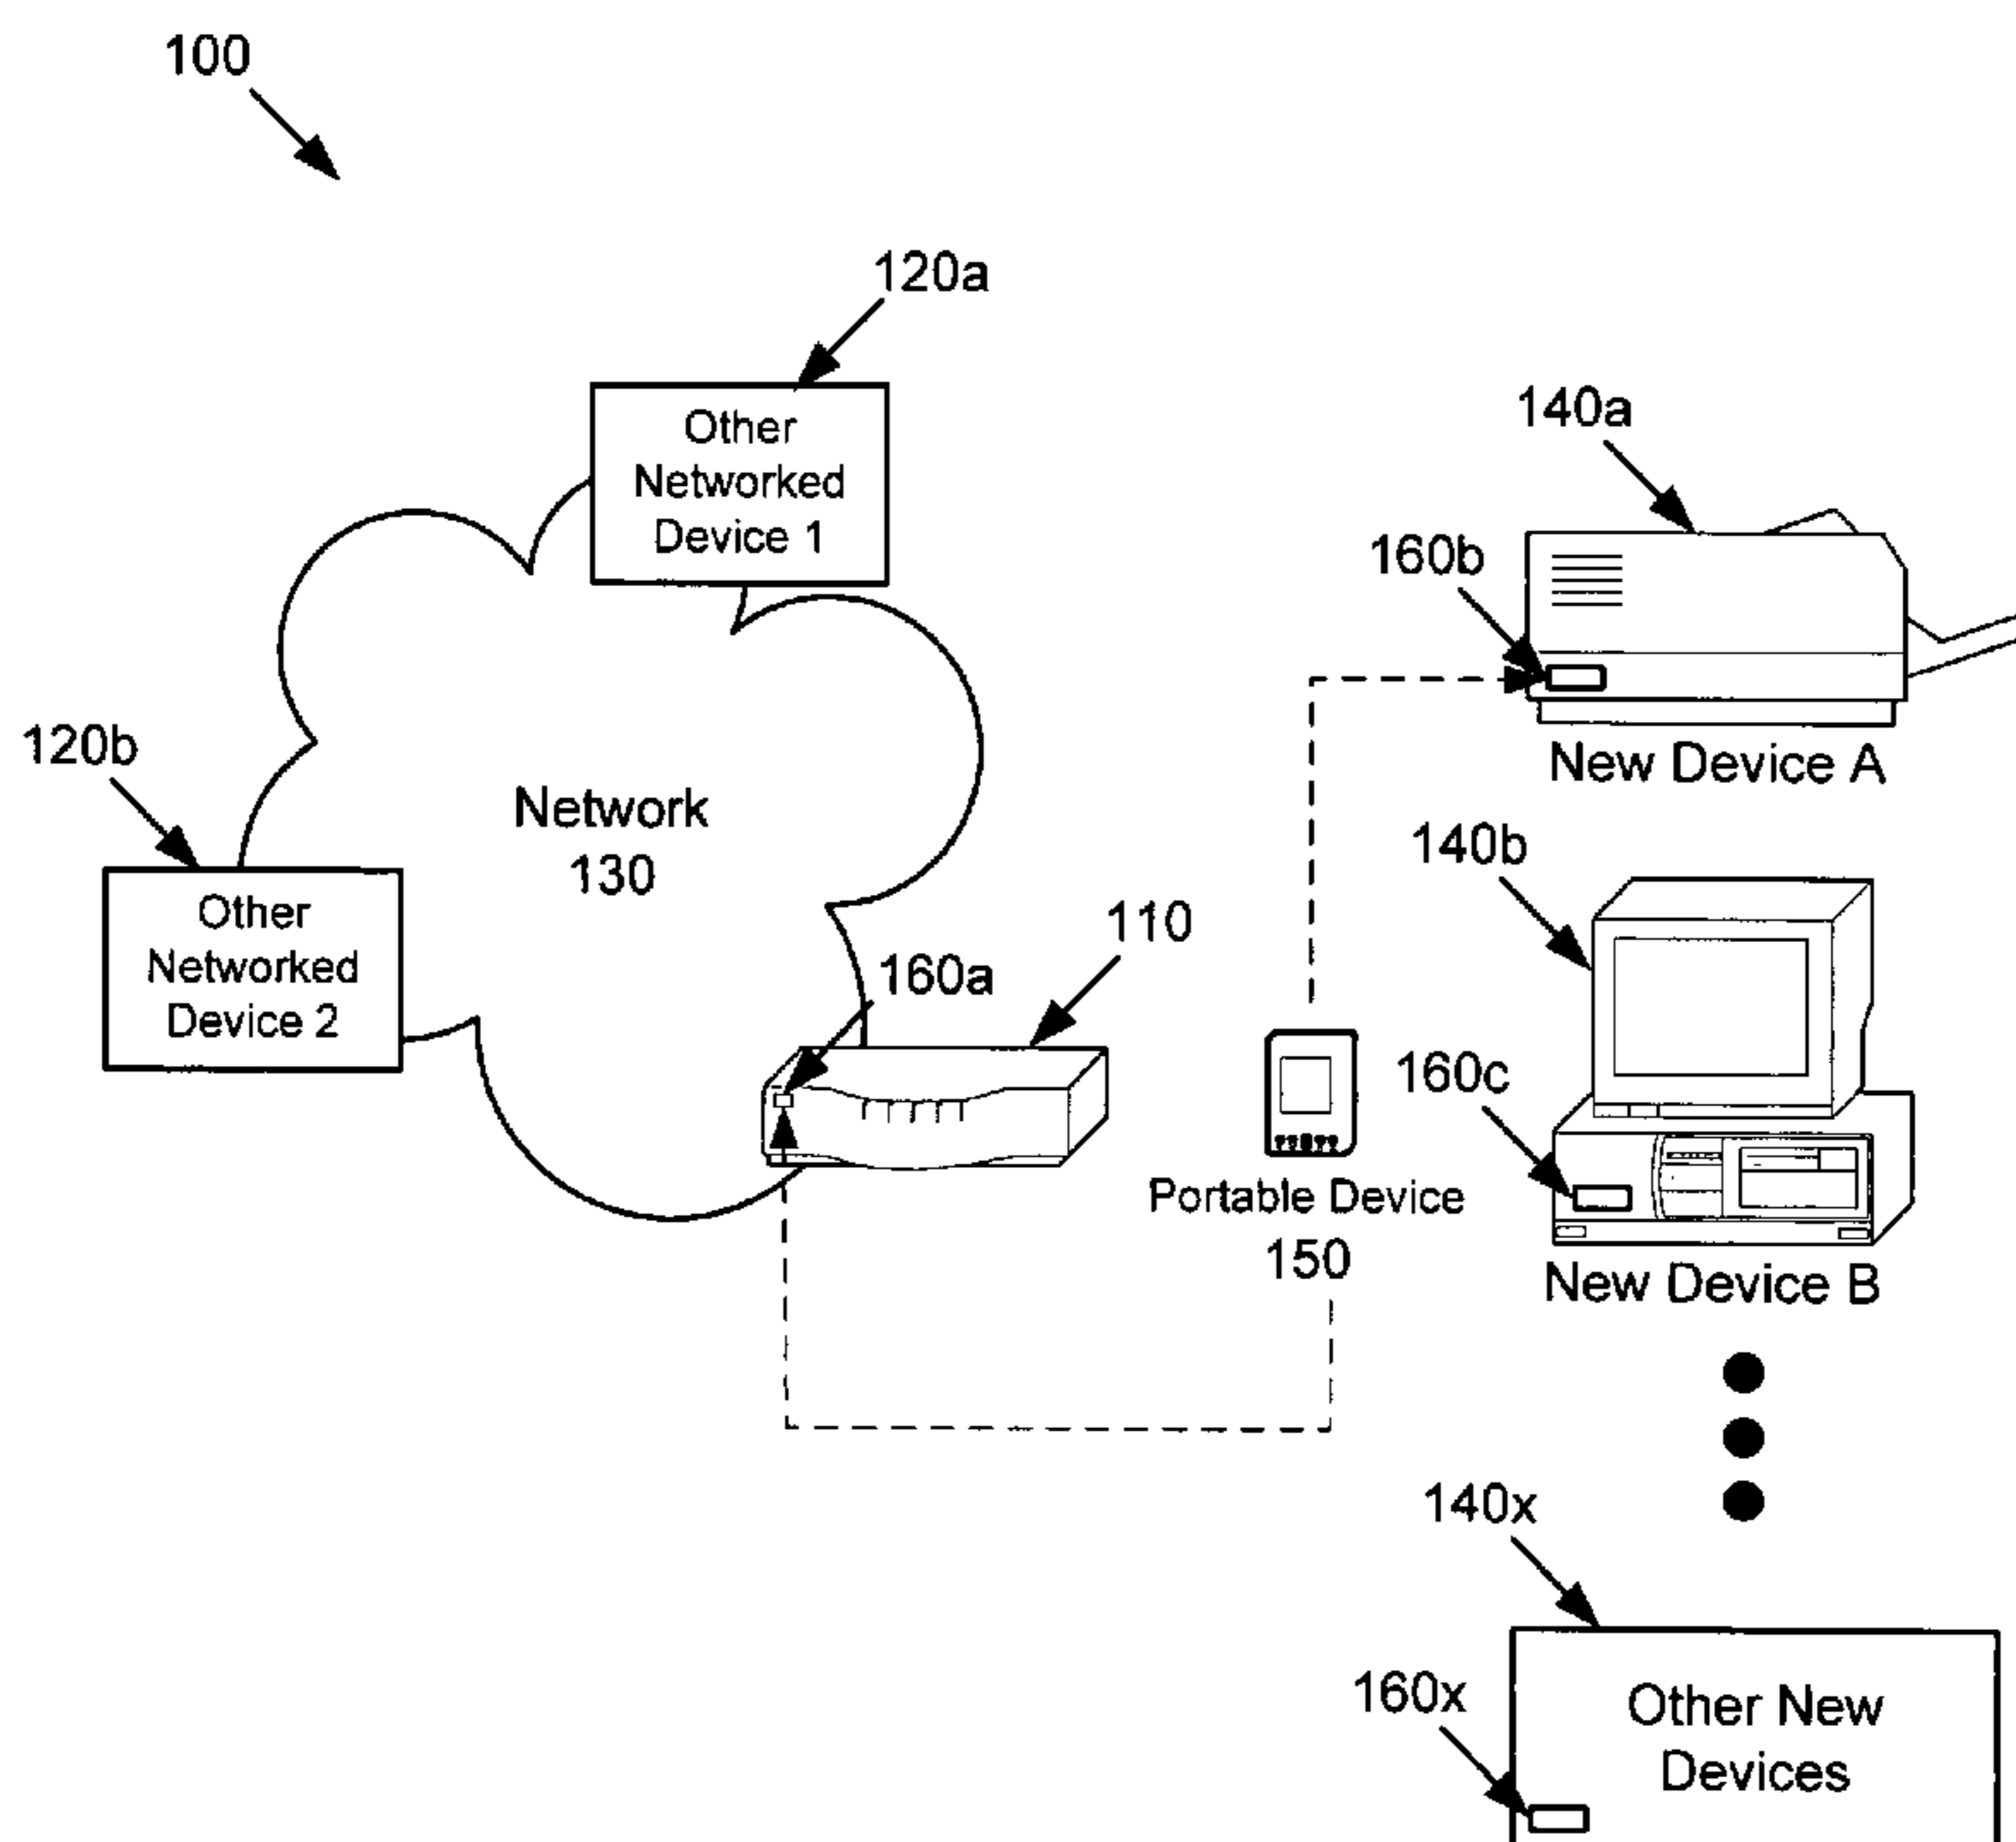 100
120a
Other
Networked
Device 1
140a
160b
New Device A
120b
Network
130
Other
Networked
Device 2
140b
110
160a
160c
Portable Device
150
New Device B
140x
160x
Other New
Devices